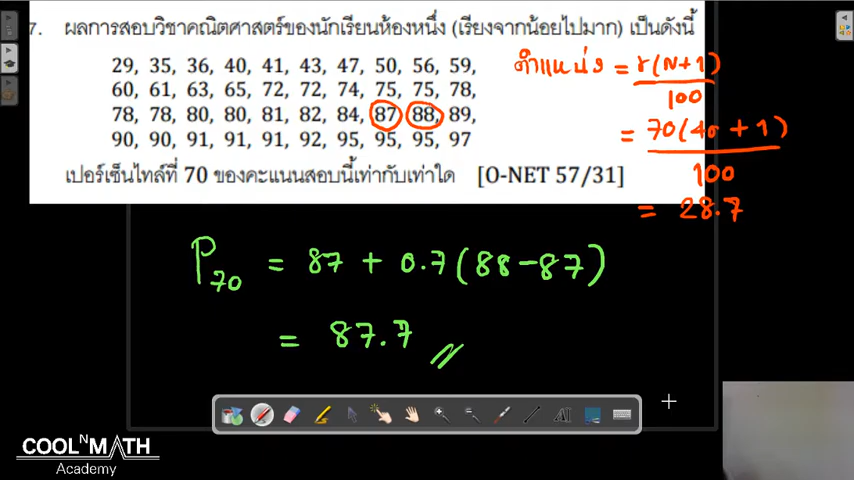 7. ผลการสอบวิชาคณิตศาสตร์ของนักเรียนห้องหนึ่ง (เรียงจากน้อยไปมาก) เป็นดังนี้
29, 35, 36, 40, 41, 43, 47, 50, 56, 59,
60, 61, 63, 65, 72, 72, 74, 75, 75, 78,
78, 78, 80, 80, 81, 82, 84, 87, 88, 89,
90, 90, 91, 91, 91, 92, 95, 95, 95, 97
เปอร์เซ็นไทล์ที่ 70 ของคะแนนสอบนี้เท่ากับเท่าใด [O-NET 57/31]
ตำแหน่ง = r(N+1)
100
= 70(40+1)
100
= 28.7
P70 = 87 + 0.7(88-87)
= 87.7
COOL N MATH
Academy